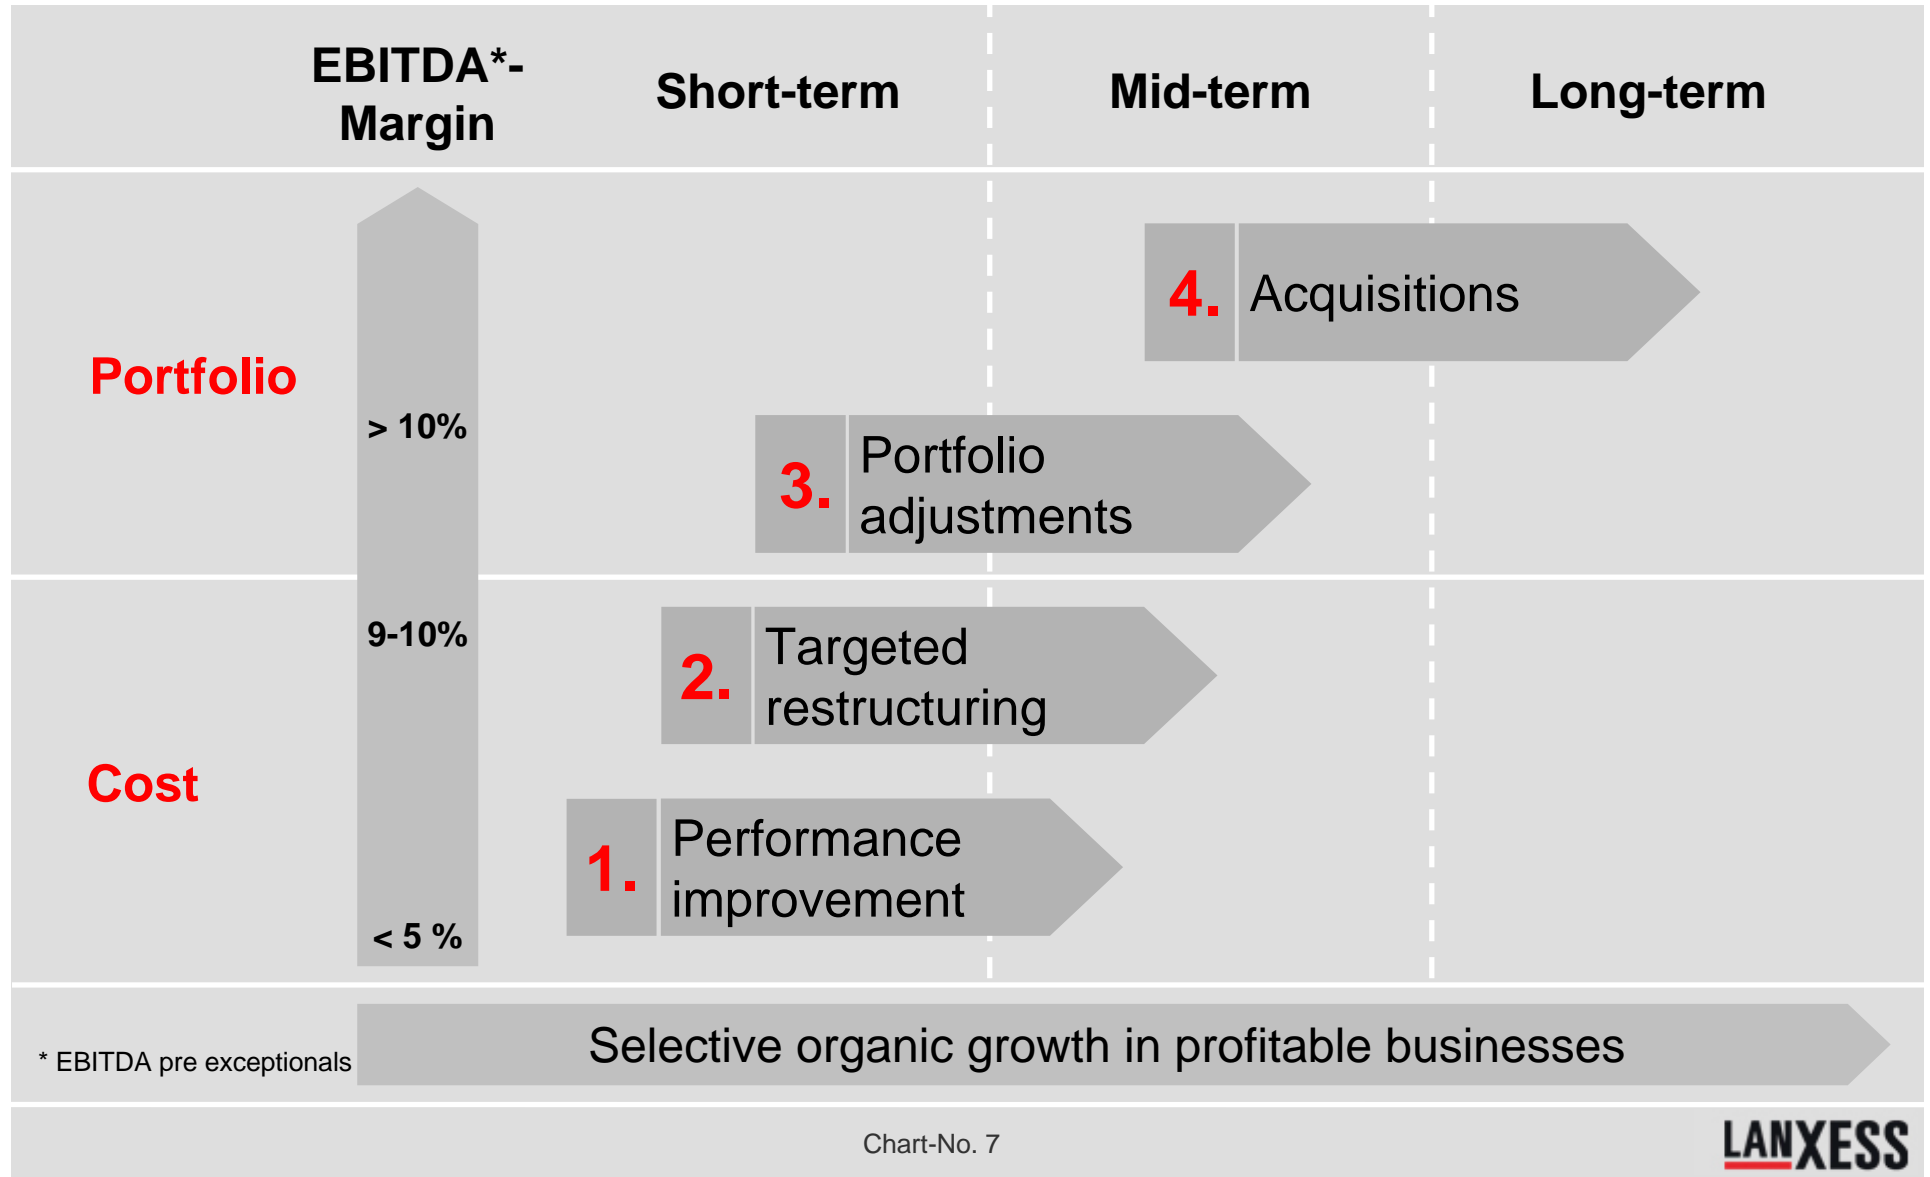 EBITDA*-
Margin
Short-term
Mid-term
Long-term
4. Acquisitions
Portfolio
> 10%
3. Portfolio
adjustments
9-10%
2. Targeted
restructuring
Cost
1. Performance
improvement
< 5 %
Selective organic growth in profitable businesses
* EBITDA pre exceptionals
Chart-No. 7
LANXESS